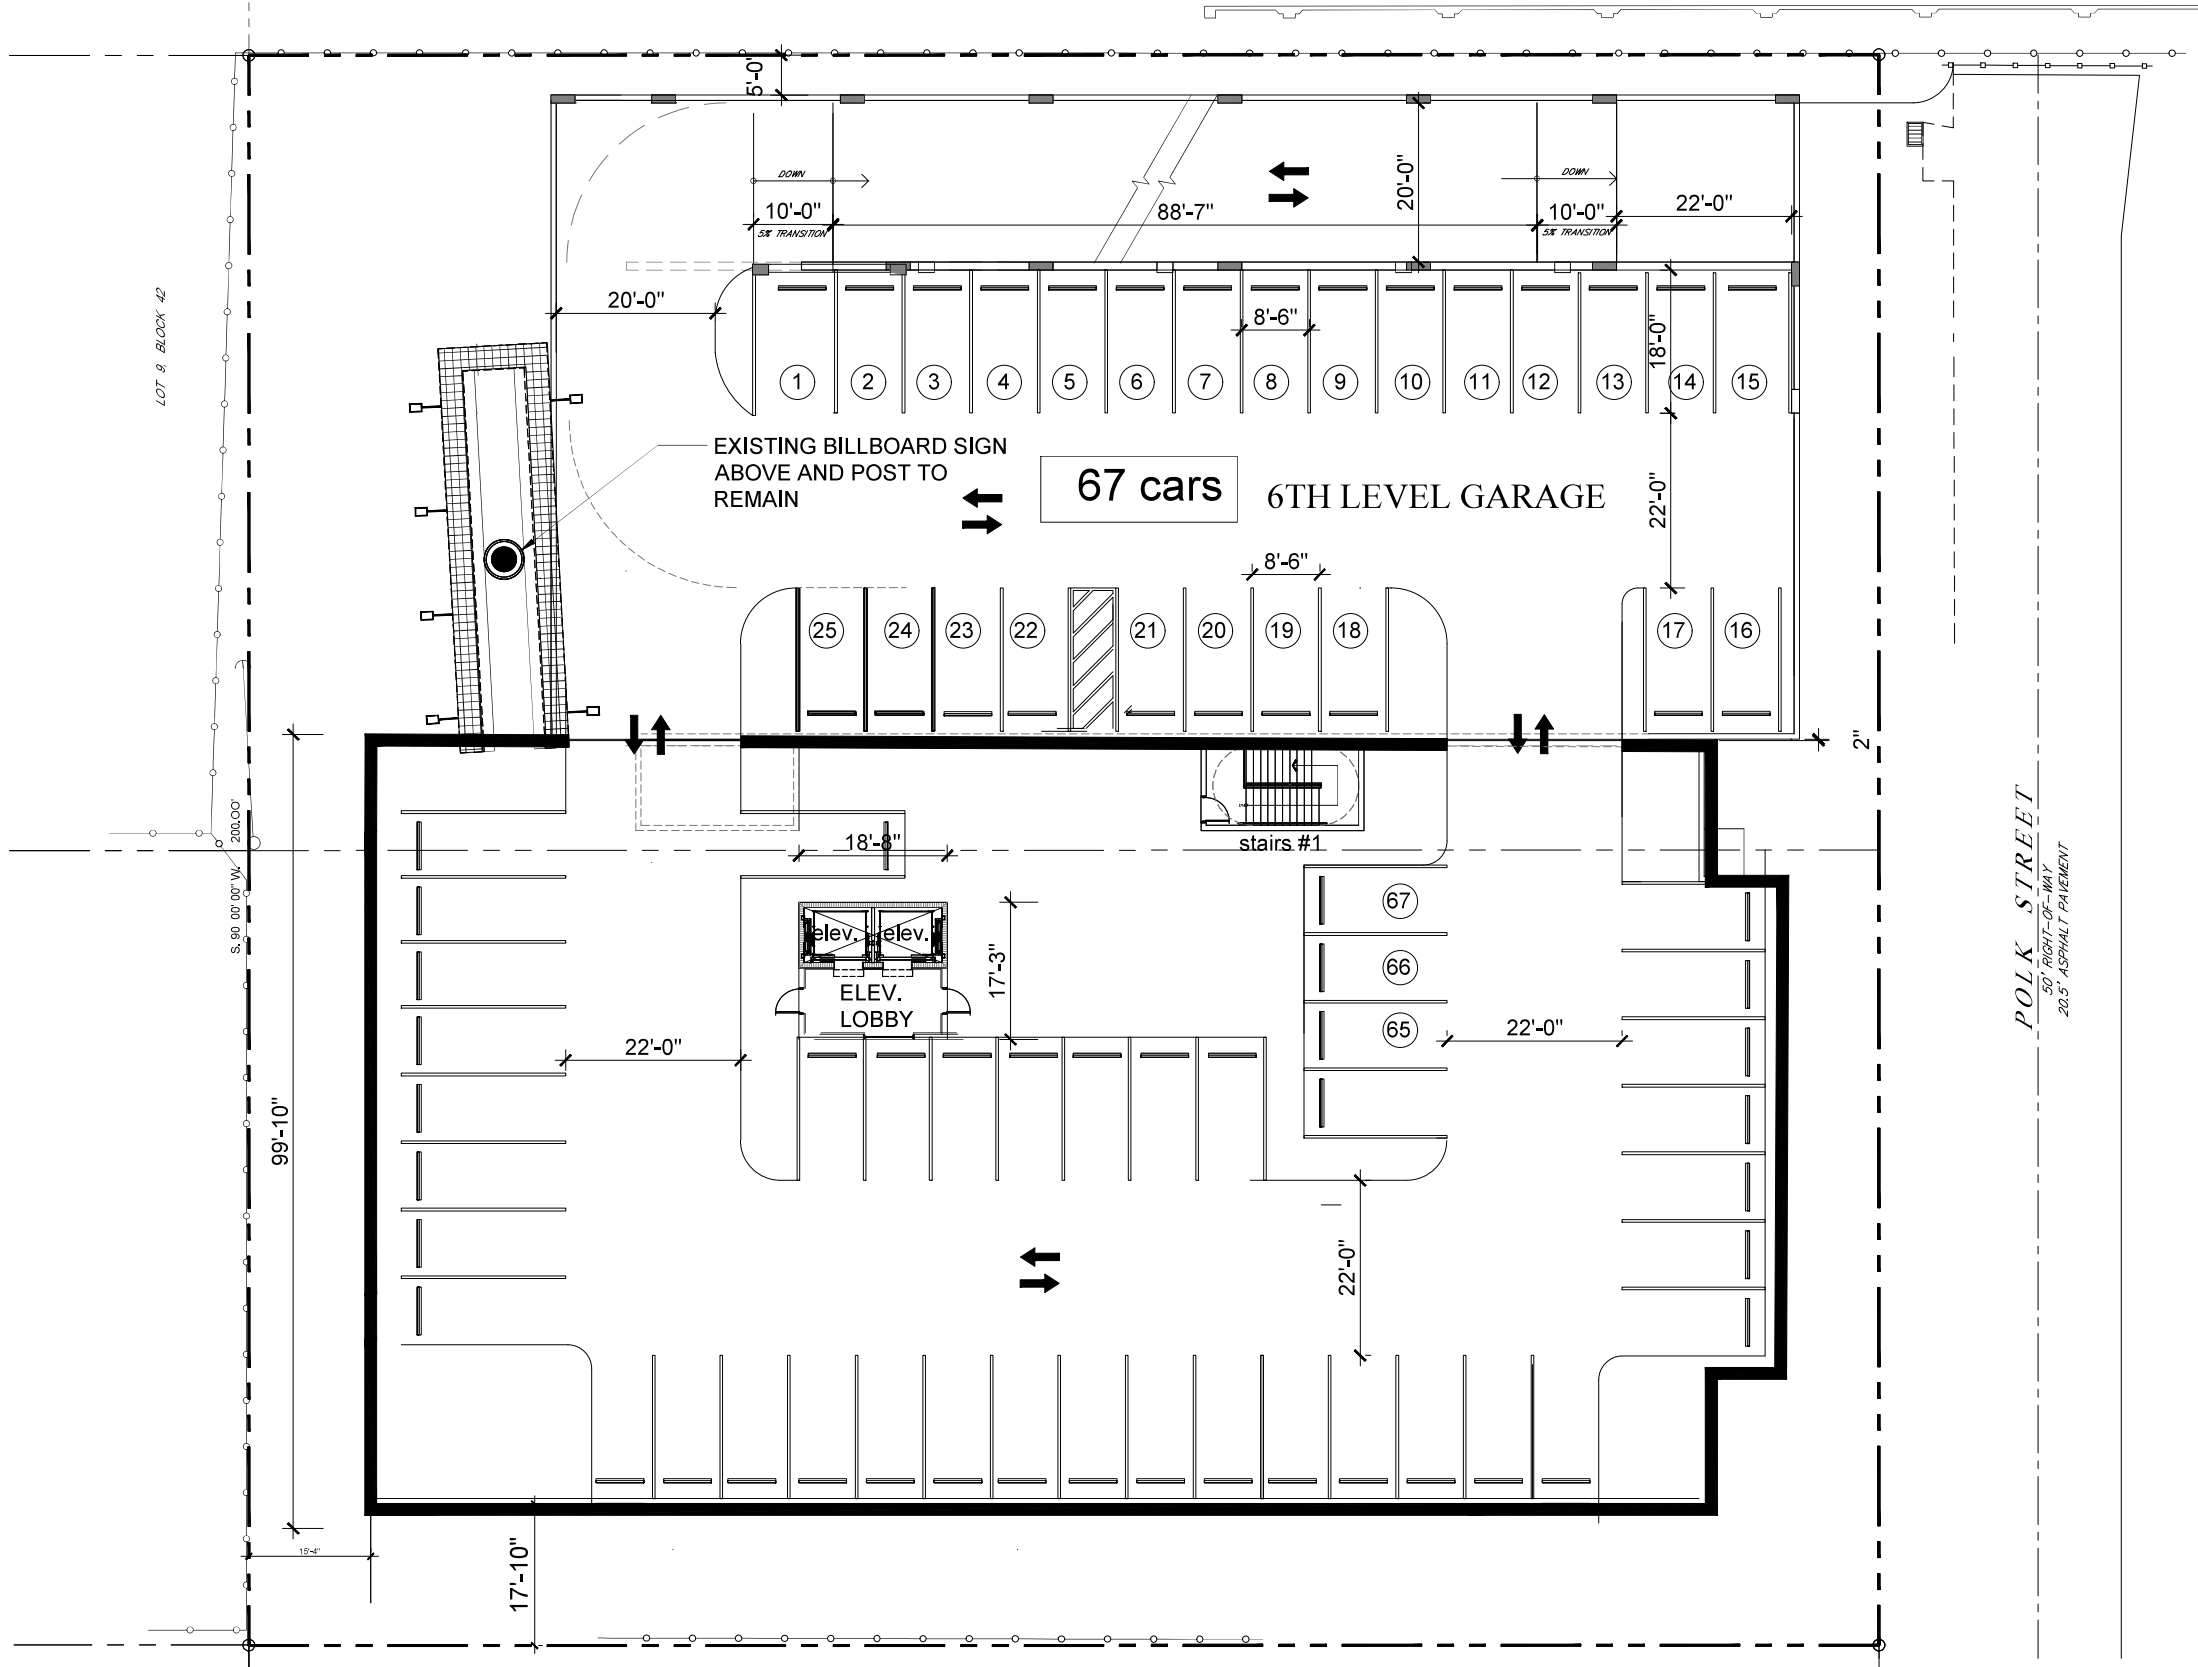 5'-0"
DOWN
DOWN
10'-0"
88'-7"
20'-0"
10'-0"
22'-0"
5% TRANSITION
5% TRANSITION
LOT 9, BLOCK 42
20'-0"
8'-6"
18'-0"
1
2
3
4
5
6
7
8
9
10
11
12
13
14
15
EXISTING BILLBOARD SIGN
ABOVE AND POST TO
REMAIN
67 cars
6TH LEVEL GARAGE
22'-0"
8'-6"
25
24
23
22
21
20
19
18
17
16
2"
S. 90 00' 00" W. 200.00'
18'-8"
stairs #1
67
66
65
elev.
elev.
ELEV.
LOBBY
17'-3"
22'-0"
22'-0"
POLK STREET
50' RIGHT-OF-WAY
20.5' ASPHALT PAVEMENT
99'-10"
22'-0"
15'-4"
17'-10"